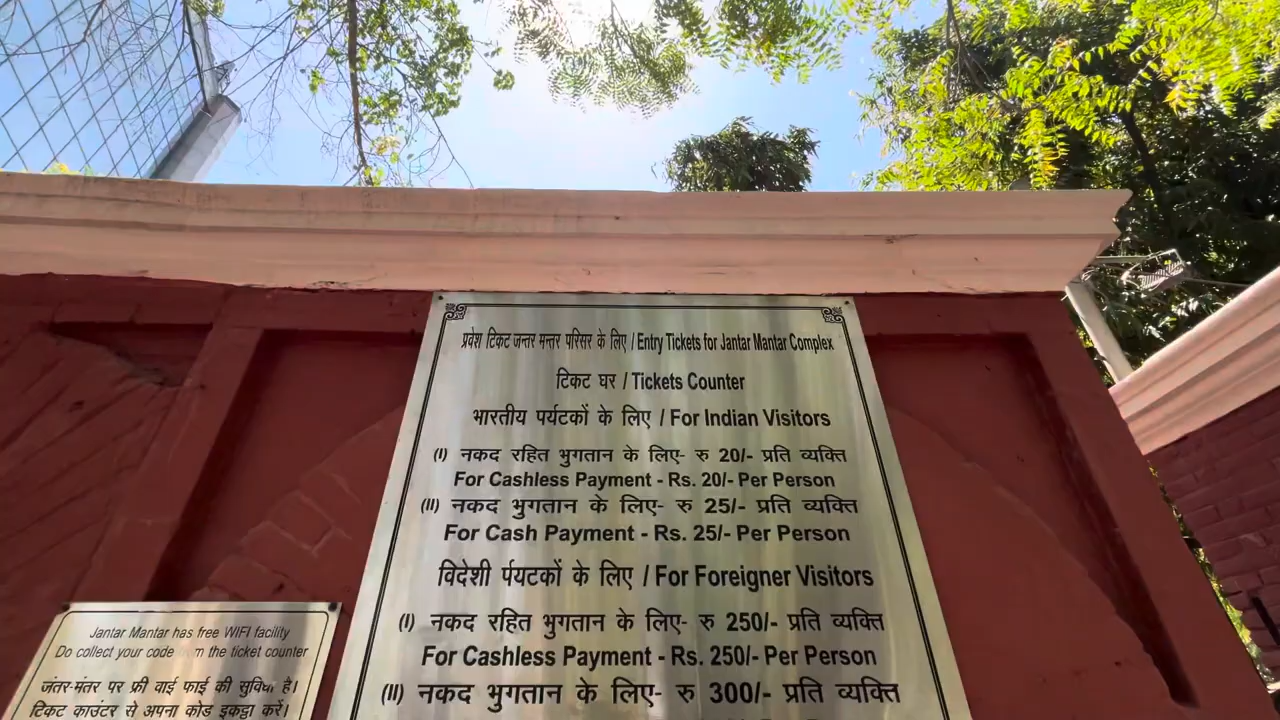 प्रवेश टिकट जन्तर मन्तर परिसर के लिए / Entry Tickets for Jantar Mantar Complex
टिकट घर / Tickets Counter
भारतीय पर्यटकों के लिए / For Indian Visitors
(I) नकद रहित भुगतान के लिए- रु 20/- प्रति व्यक्ति
For Cashless Payment - Rs. 20/- Per Person
(II) नकद भुगतान के लिए- रु 25/- प्रति व्यक्ति
For Cash Payment - Rs. 25/- Per Person
विदेशी र्पयटकों के लिए / For Foreigner Visitors
(I) नकद रहित भुगतान के लिए- रु 250/- प्रति व्यक्ति
For Cashless Payment - Rs. 250/- Per Person
(II) नकद भुगतान के लिए- रु 300/- प्रति व्यक्ति
Jantar Mantar has free WIFI facility
Do collect your code from the ticket counter
जंतर-मंतर पर फ्री वाई फाई की सुविधा है।
टिकट काउंटर से अपना कोड इकट्ठा करें।